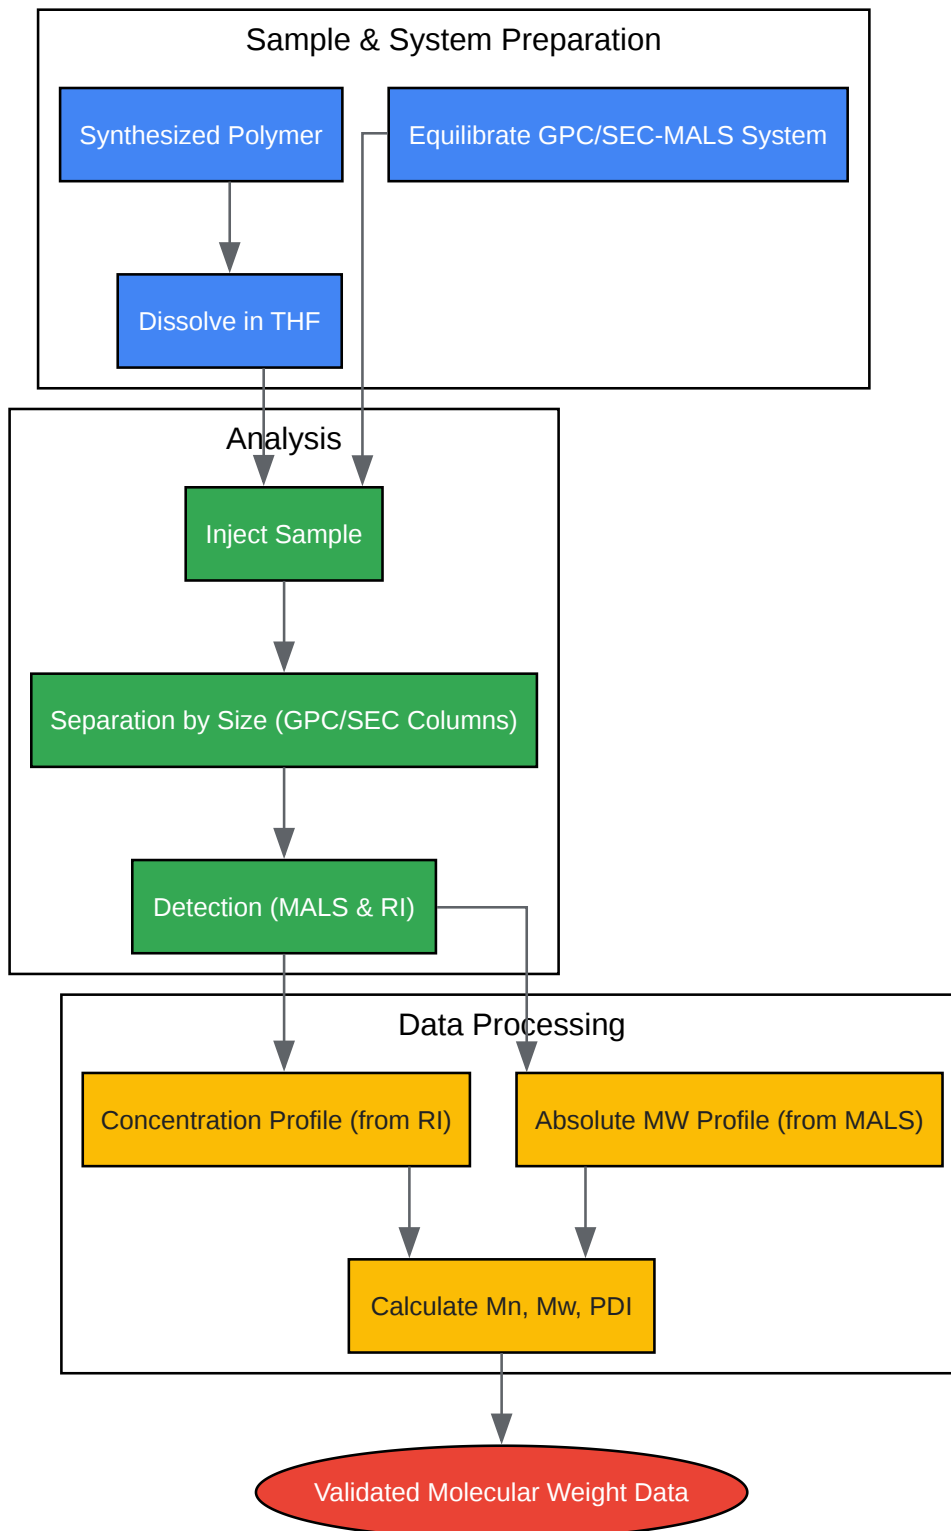 Sample & System Preparation
Synthesized Polymer
Equilibrate GPC/SEC-MALS System
Dissolve in THF
Analysis
Inject Sample
Separation by Size (GPC/SEC Columns)
Detection (MALS & RI)
Data Processing
Concentration Profile (from RI)
Absolute MW Profile (from MALS)
Calculate Mn, Mw, PDI
Validated Molecular Weight Data